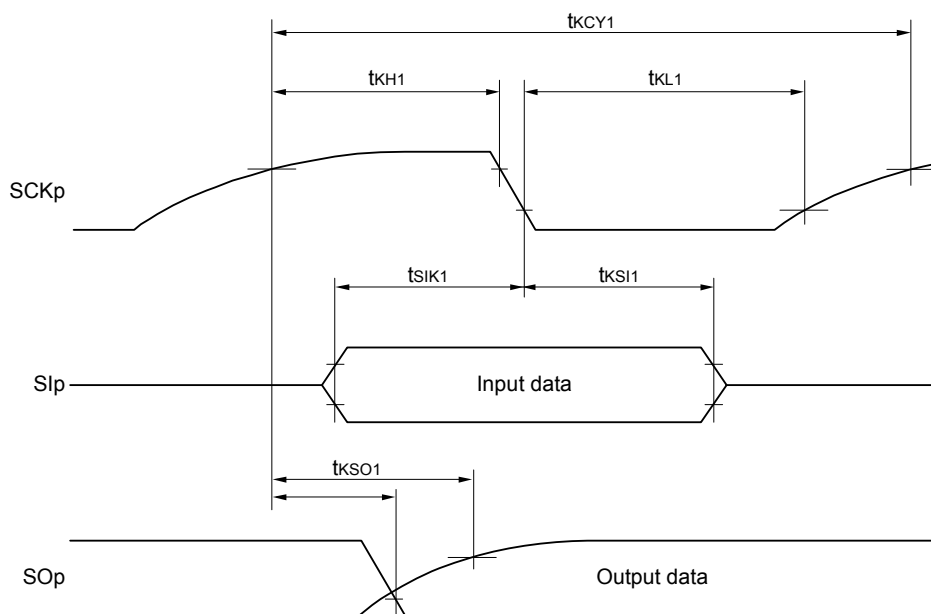 tKCY1
tKH1
tKL1
SCKp
tSIK1
tKSI1
SIp
Input data
tKSO1
SOp
Output data